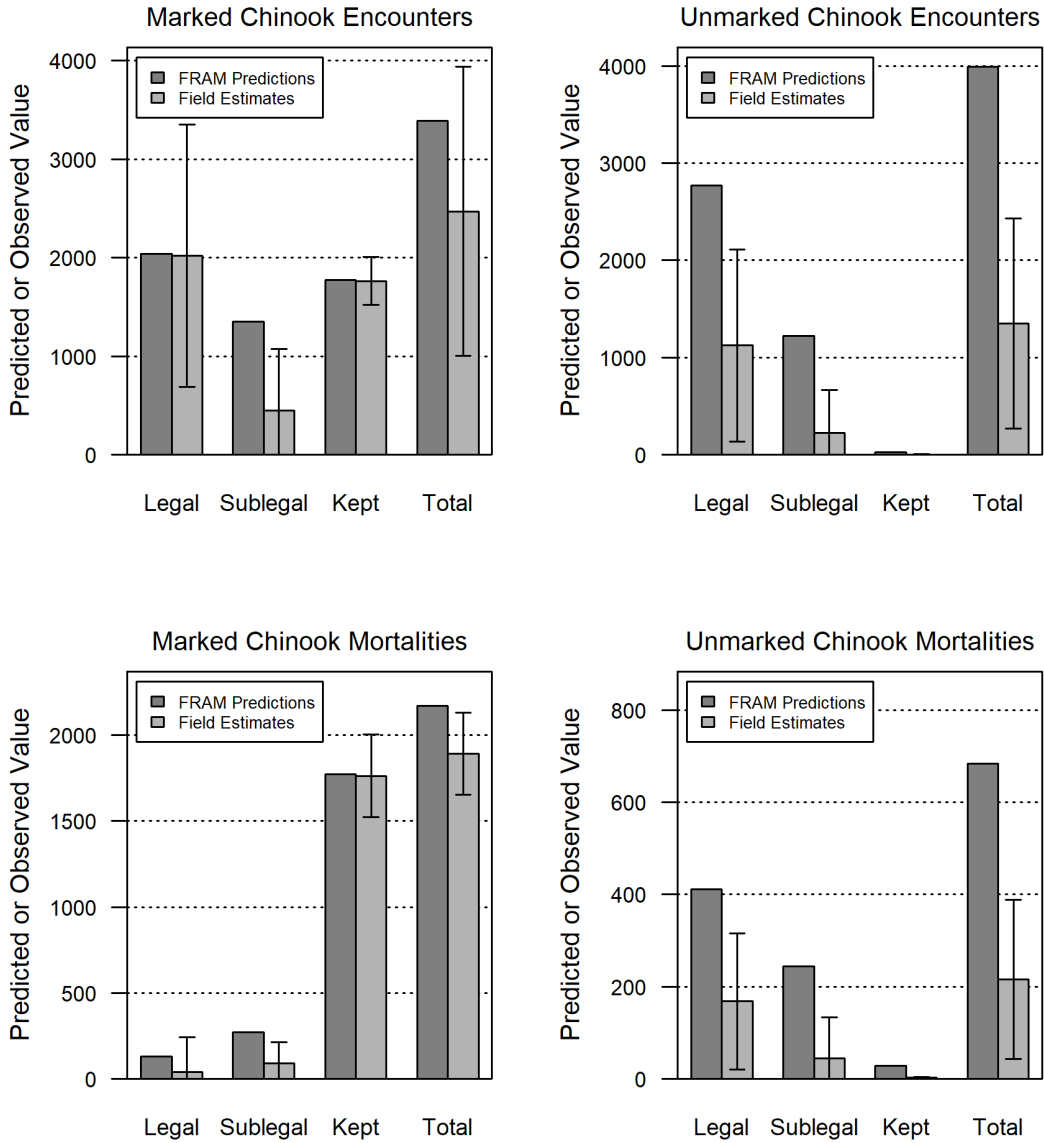 Marked Chinook Encounters
Predicted or Observed Value
4000
3000
2000
1000
0
FRAM Predictions
Field Estimates
Legal Sublegal Kept Total
Unmarked Chinook Encounters
Predicted or Observed Value
4000
3000
2000
1000
0
FRAM Predictions
Field Estimates
Legal Sublegal Kept Total
Marked Chinook Mortalities
Predicted or Observed Value
2000
1500
1000
500
0
FRAM Predictions
Field Estimates
Legal Sublegal Kept Total
Unmarked Chinook Mortalities
Predicted or Observed Value
800
600
400
200
0
FRAM Predictions
Field Estimates
Legal Sublegal Kept Total